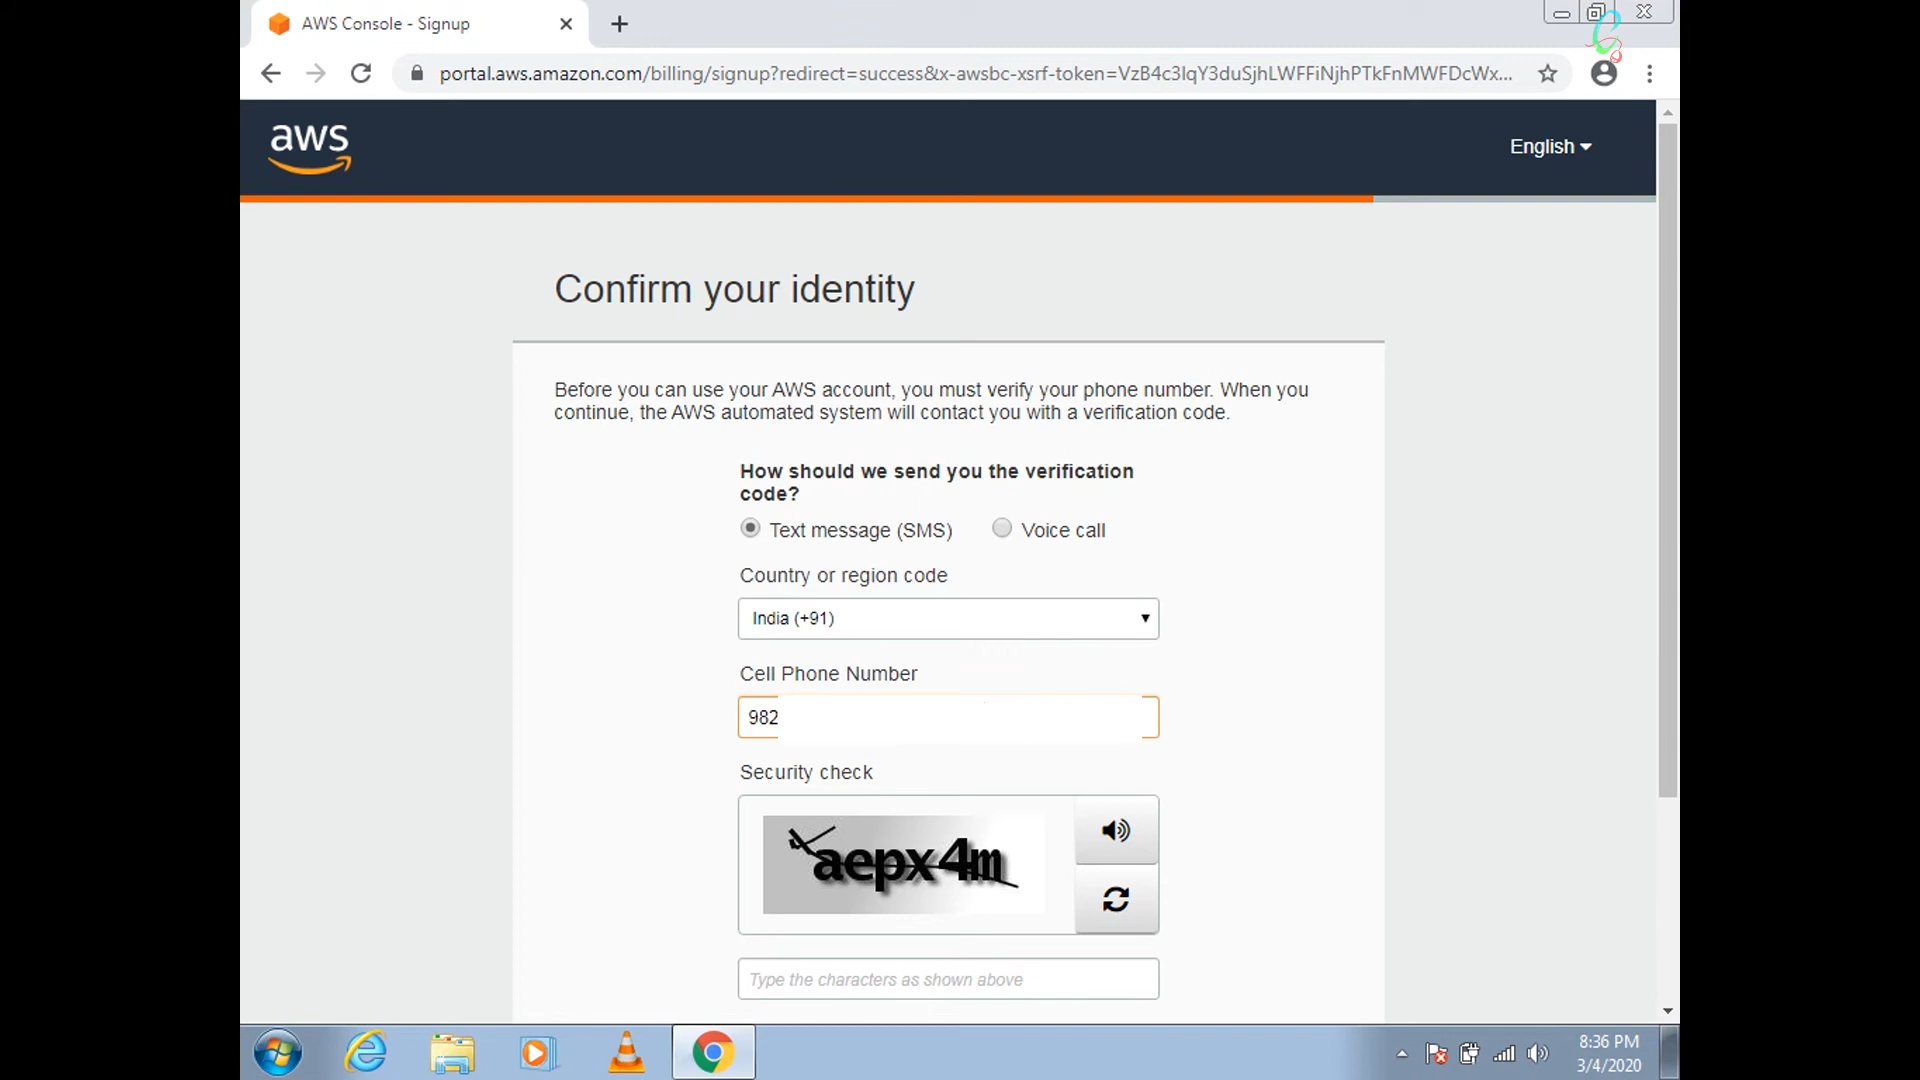 AWS Console - Signup
portal.aws.amazon.com/billing/signup?redirect=success&x-awsbc-xsrf-token=VzB4c3lqY3duSjhLWFFiNjhPTkFnMWFDcWx...
aws
English
Confirm your identity
Before you can use your AWS account, you must verify your phone number. When you
continue, the AWS automated system will contact you with a verification code.
How should we send you the verification
code?
Text message (SMS)
Voice call
Country or region code
India (+91)
Cell Phone Number
982
Security check
aepx4m
Type the characters as shown above
8:36 PM
3/4/2020